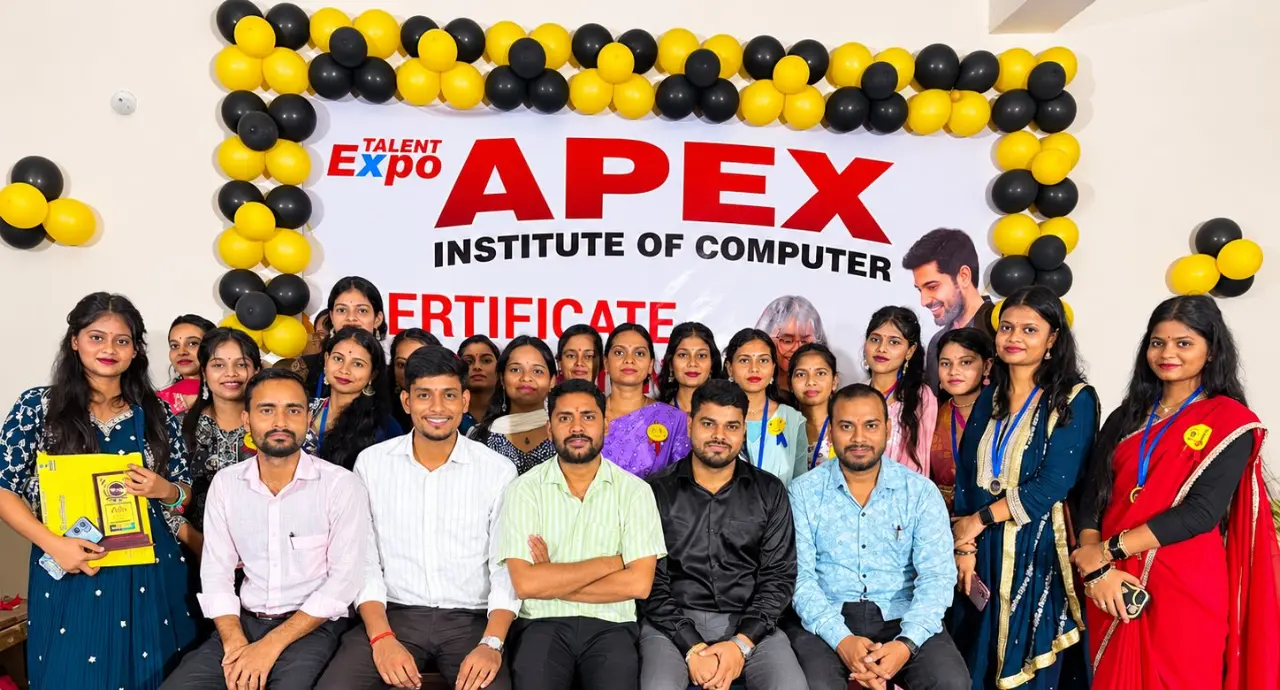 TALENT
Expo
APEX
INSTITUTE OF COMPUTER
ERTIFICATE